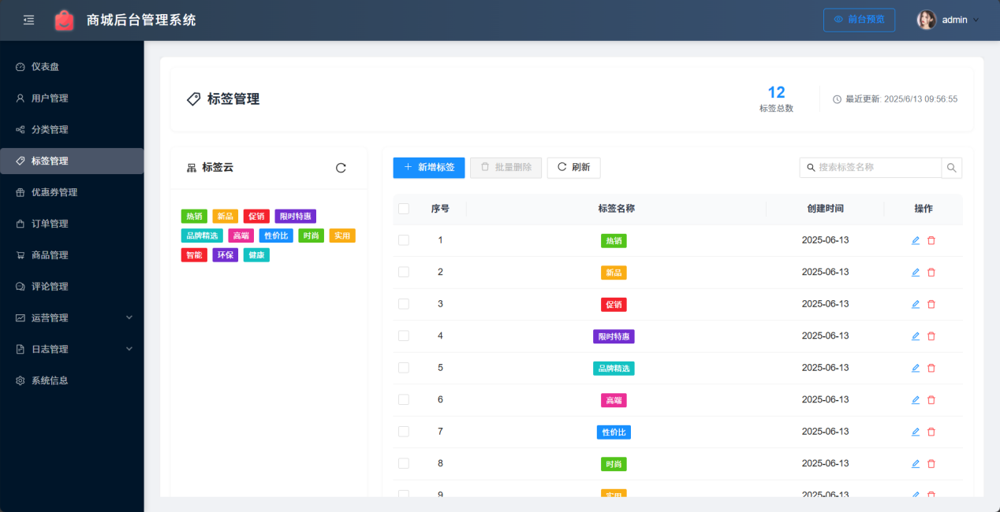 商城后台管理系统
前台预览
admin
仪表盘
用户管理
分类管理
标签管理
优惠券管理
订单管理
商品管理
评论管理
运营管理
日志管理
系统信息
标签管理
12
标签总数
最近更新: 2025/6/13 09:56:55
标签云
热销 新品 促销 限时特惠
品牌精选 高端 性价比 时尚 实用
智能 环保 健康
新增标签 批量删除 刷新 搜索标签名称
序号 标签名称 创建时间 操作
1 热销 2025-06-13
2 新品 2025-06-13
3 促销 2025-06-13
4 限时特惠 2025-06-13
5 品牌精选 2025-06-13
6 高端 2025-06-13
7 性价比 2025-06-13
8 时尚 2025-06-13
9 实用 2025-06-13